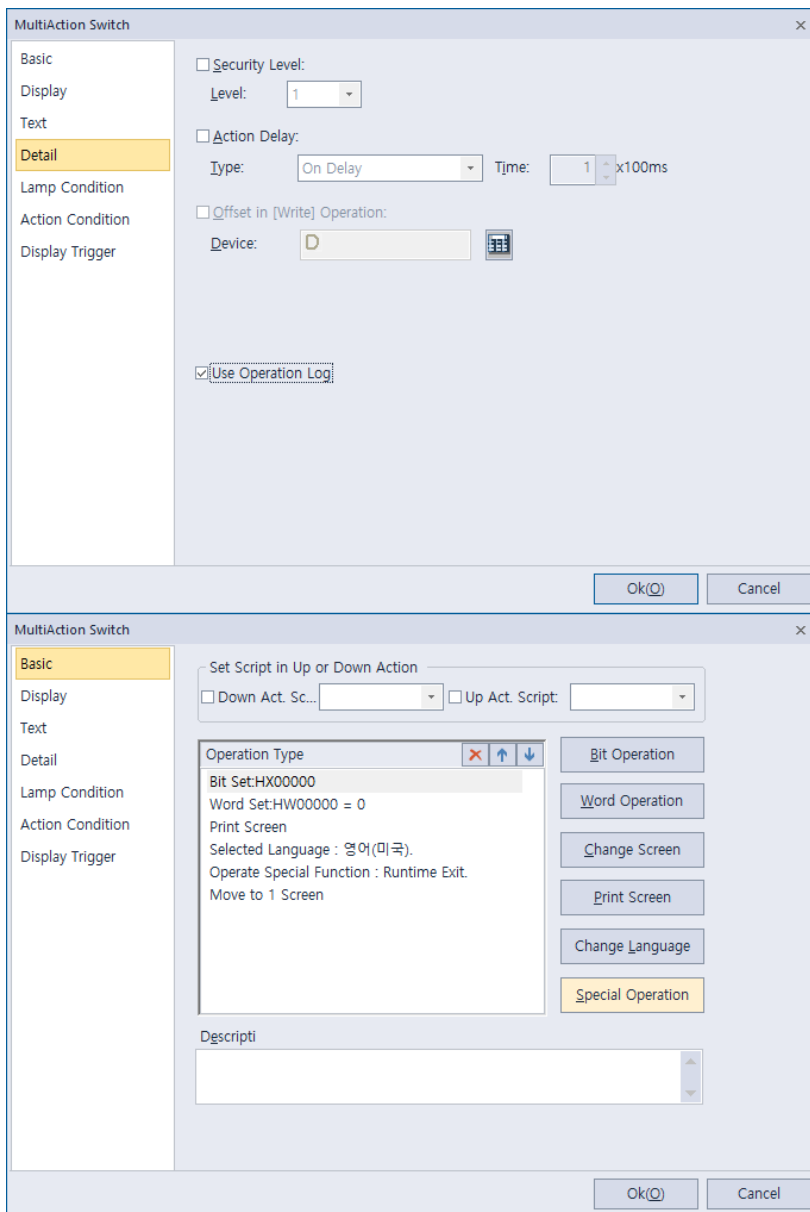 MultiAction Switch
Basic
Display
Text
Detail
Lamp Condition
Action Condition
Display Trigger
Security Level:
Level: 1
Action Delay:
Type: On Delay Time: 1 x100ms
Offset in [Write] Operation:
Device: D
Use Operation Log
Ok(O) Cancel
MultiAction Switch
Basic
Display
Text
Detail
Lamp Condition
Action Condition
Display Trigger
Set Script in Up or Down Action
Down Act. Sc... Up Act. Script:
Operation Type
Bit Set:HX00000
Word Set:HW00000 = 0
Print Screen
Selected Language : 영어(미국).
Operate Special Function : Runtime Exit.
Move to 1 Screen
Bit Operation
Word Operation
Change Screen
Print Screen
Change Language
Special Operation
Descripti
Ok(O) Cancel